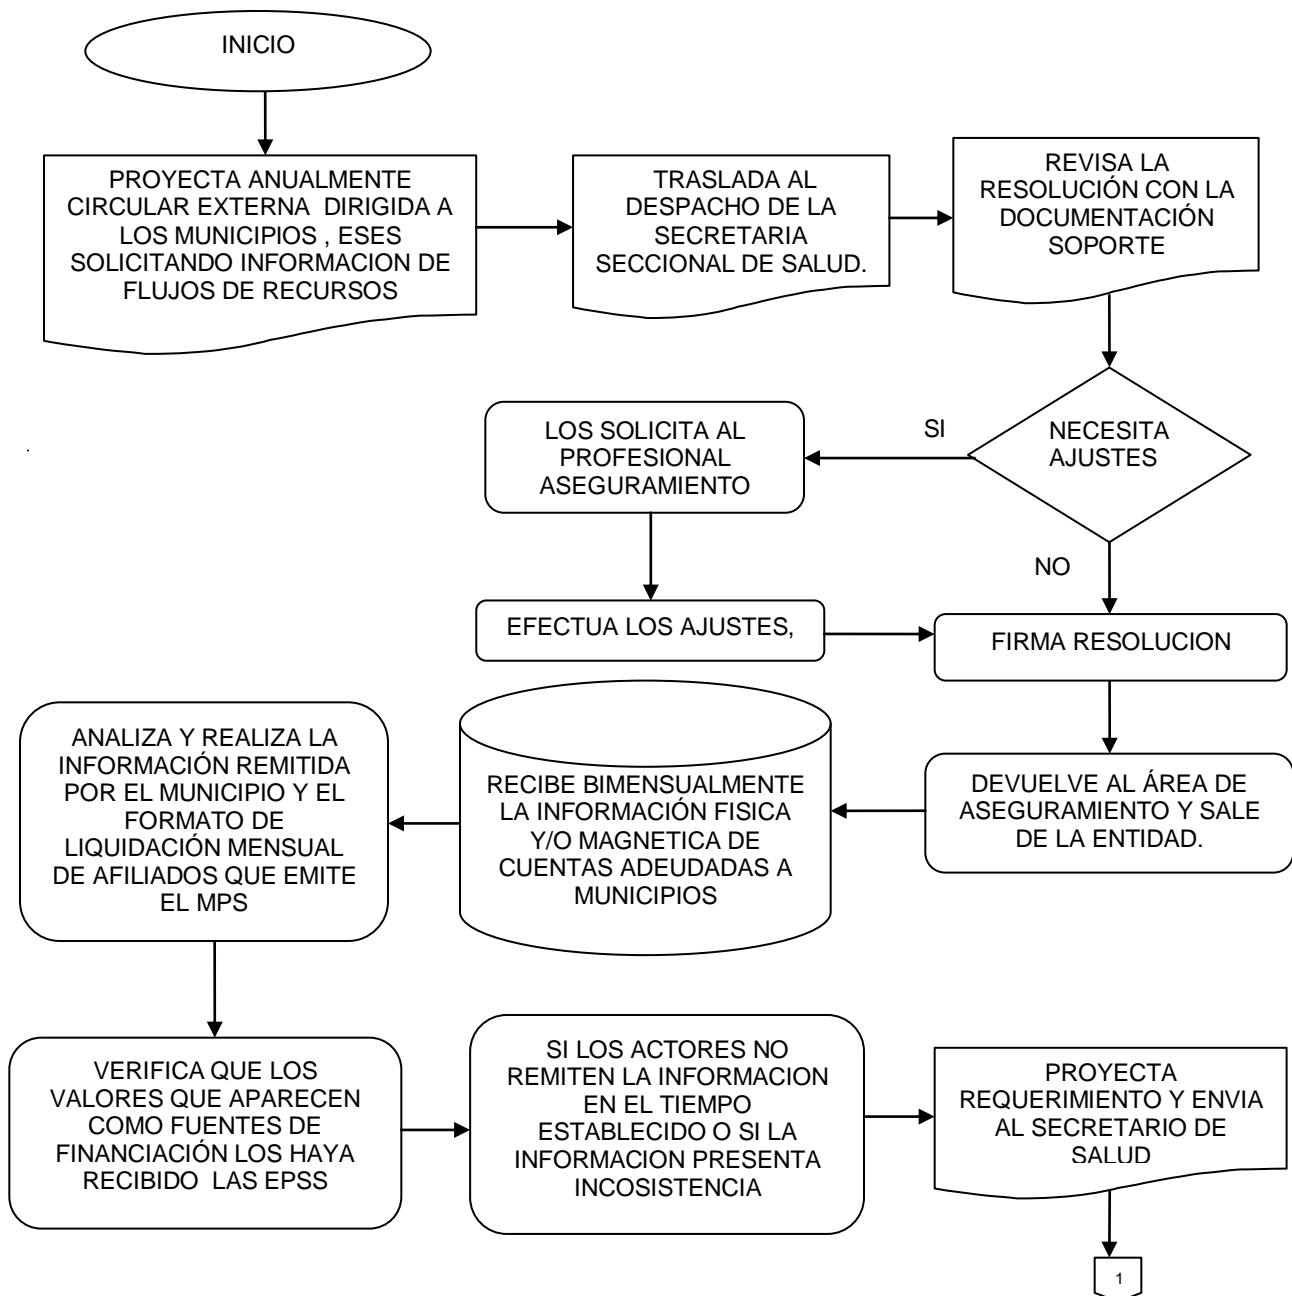 INICIO
PROYECTA ANUALMENTE
CIRCULAR EXTERNA DIRIGIDA A
LOS MUNICIPIOS , ESES
SOLICITANDO INFORMACION DE
FLUJOS DE RECURSOS
TRASLADA AL
DESPACHO DE LA
SECRETARIA
SECCIONAL DE SALUD.
REVISA LA
RESOLUCIÓN CON LA
DOCUMENTACIÓN
SOPORTE
NECESITA
AJUSTES
SI
LOS SOLICITA AL
PROFESIONAL
ASEGURAMIENTO
NO
EFECTUA LOS AJUSTES,
FIRMA RESOLUCION
DEVUELVE AL ÁREA DE
ASEGURAMIENTO Y SALE
DE LA ENTIDAD.
RECIBE BIMENSUALMENTE
LA INFORMACIÓN FISICA
Y/O MAGNETICA DE
CUENTAS ADEUDADAS A
MUNICIPIOS
ANALIZA Y REALIZA LA
INFORMACIÓN REMITIDA
POR EL MUNICIPIO Y EL
FORMATO DE
LIQUIDACIÓN MENSUAL
DE AFILIADOS QUE EMITE
EL MPS
VERIFICA QUE LOS
VALORES QUE APARECEN
COMO FUENTES DE
FINANCIACIÓN LOS HAYA
RECIBIDO LAS EPSS
SI LOS ACTORES NO
REMITEN LA INFORMACION
EN EL TIEMPO
ESTABLECIDO O SI LA
INFORMACION PRESENTA
INCOSISTENCIA
PROYECTA
REQUERIMIENTO Y ENVIA
AL SECRETARIO DE
SALUD
1